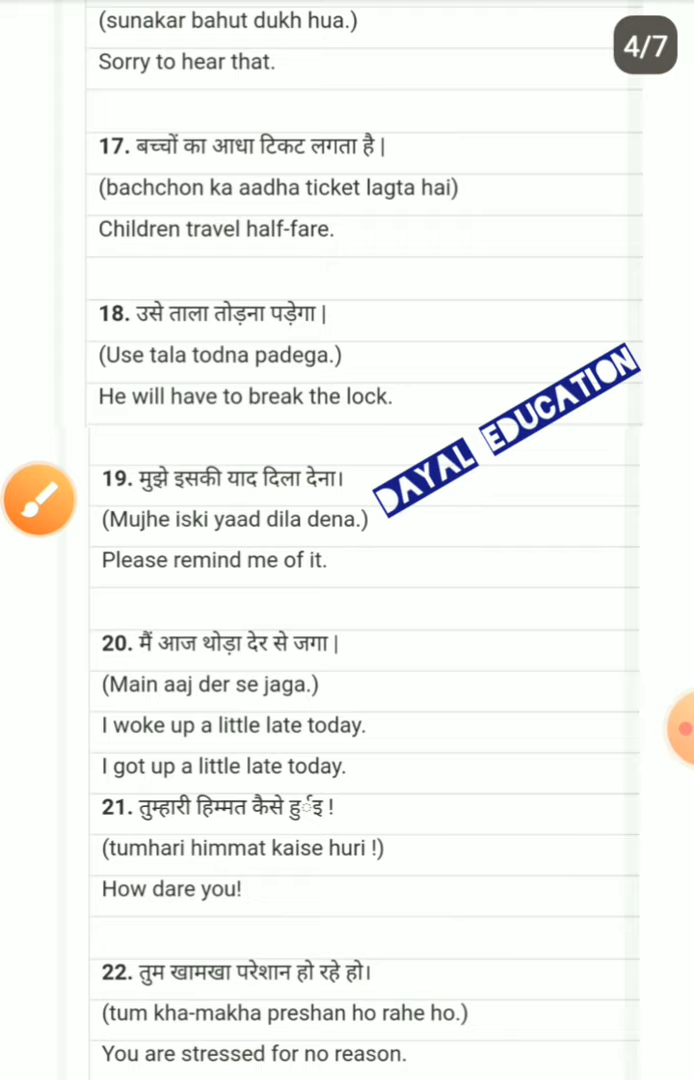 (sunakar bahut dukh hua.)
4/7
Sorry to hear that.
17. बच्चों का आधा टिकट लगता है |
(bachchon ka aadha ticket lagta hai)
Children travel half-fare.
18. उसे ताला तोड़ना पड़ेगा |
(Use tala todna padega.)
He will have to break the lock.
DAYAL EDUCATION
19. मुझे इसकी याद दिला देना।
(Mujhe iski yaad dila dena.)
Please remind me of it.
20. मैं आज थोड़ा देर से जगा |
(Main aaj der se jaga.)
I woke up a little late today.
I got up a little late today.
21. तुम्हारी हिम्मत कैसे हुर्इ !
(tumhari himmat kaise huri !)
How dare you!
22. तुम खामखा परेशान हो रहे हो।
(tum kha-makha preshan ho rahe ho.)
You are stressed for no reason.